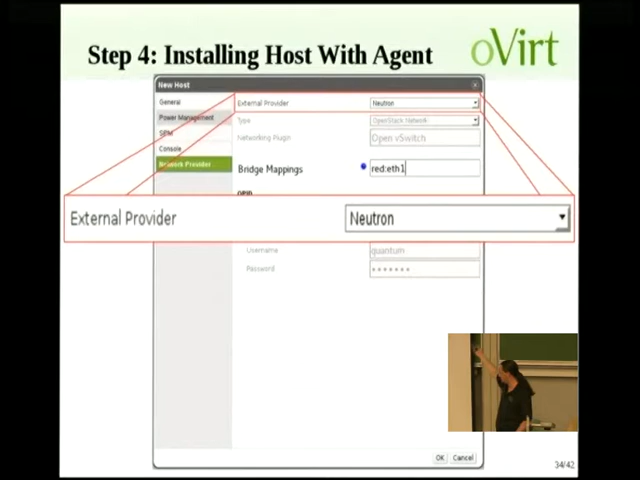 Step 4: Installing Host With Agent
oVirt
New Host
General
External Provider
Neutron
Power Management
Type
OpenStack Network
SPM
Networking Plugin
Open vSwitch
Console
Network Provider
Bridge Mappings
red:eth1
External Provider
Neutron
Username
quantum
Password
OK
Cancel
34/42